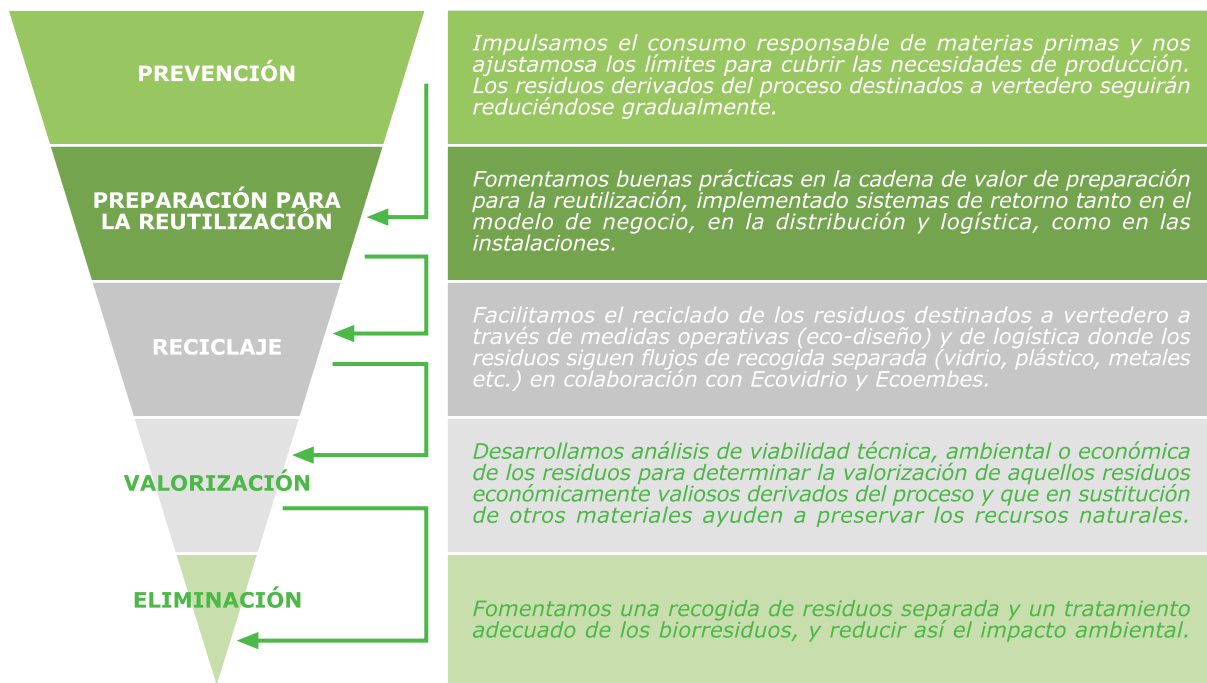 PREVENCIÓN
Impulsamos el consumo responsable de materias primas y nos
ajustamosa los límites para cubrir las necesidades de producción.
Los residuos derivados del proceso destinados a vertedero seguirán
reduciéndose gradualmente.
PREPARACIÓN PARA
LA REUTILIZACIÓN
Fomentamos buenas prácticas en la cadena de valor de preparación
para la reutilización, implementado sistemas de retorno tanto en el
modelo de negocio, en la distribución y logística, como en las
instalaciones.
RECICLAJE
Facilitamos el reciclado de los residuos destinados a vertedero a
través de medidas operativas (eco-diseño) y de logística donde los
residuos siguen flujos de recogida separada (vidrio, plástico, metales
etc.) en colaboración con Ecovidrio y Ecoembes.
VALORIZACIÓN
Desarrollamos análisis de viabilidad técnica, ambiental o económica
de los residuos para determinar la valorización de aquellos residuos
económicamente valiosos derivados del proceso y que en sustitución
de otros materiales ayuden a preservar los recursos naturales.
ELIMINACIÓN
Fomentamos una recogida de residuos separada y un tratamiento
adecuado de los biorresiduos, y reducir así el impacto ambiental.